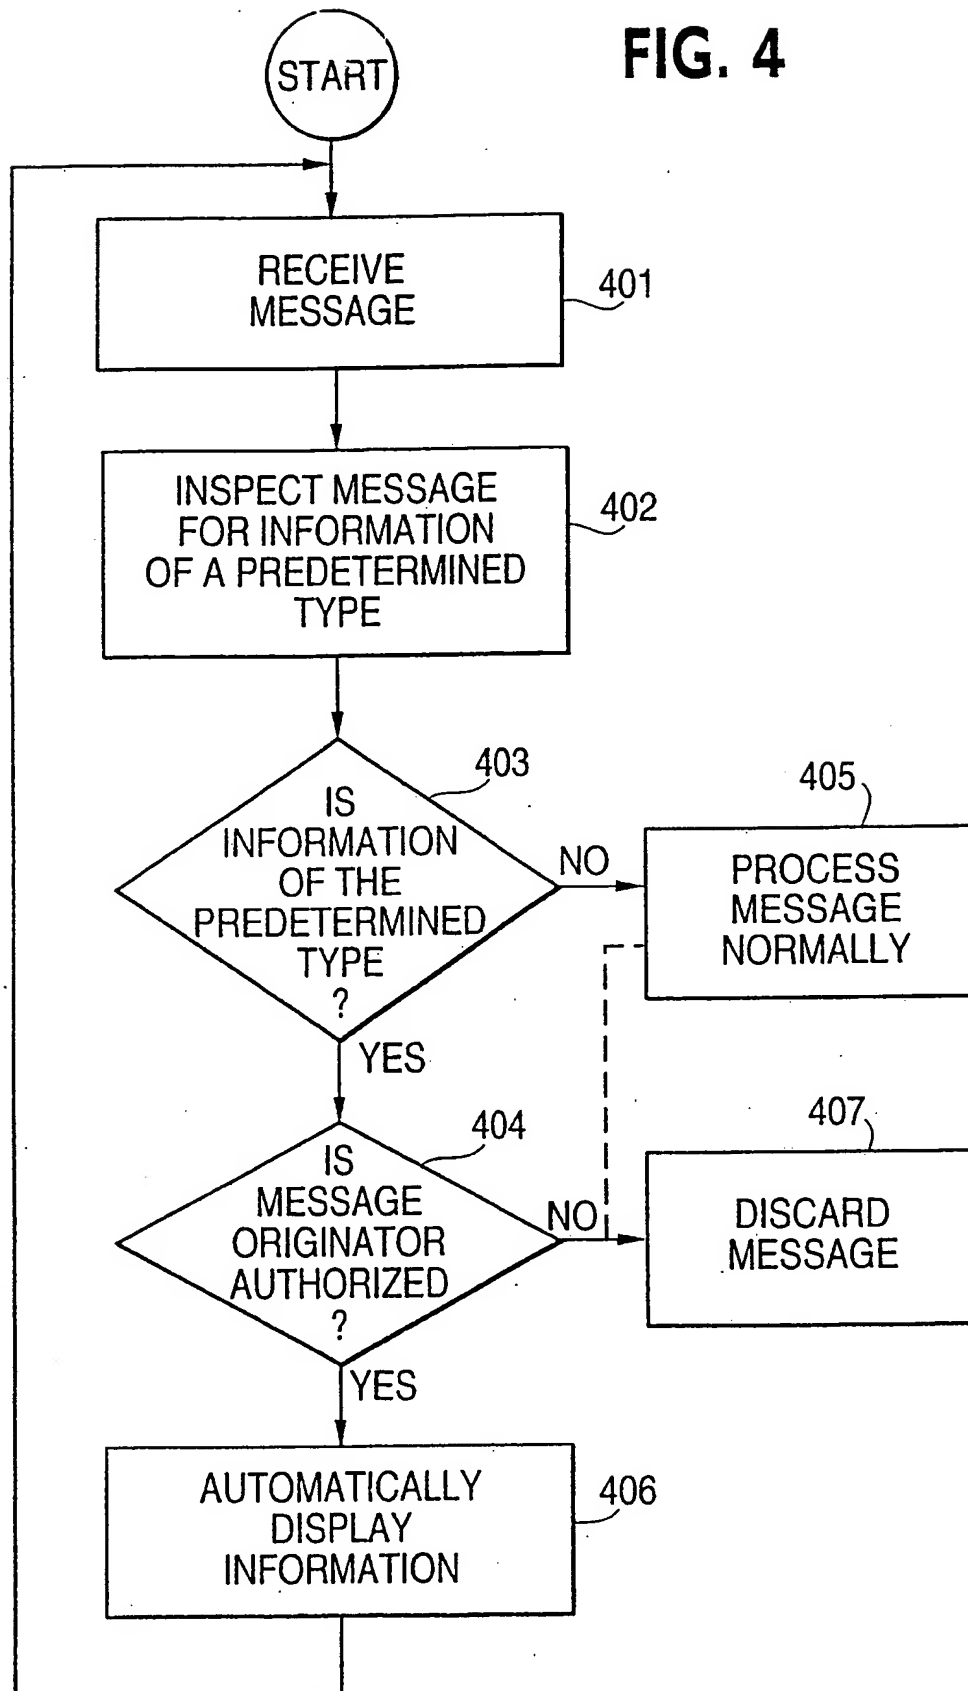 FIG. 4
START
RECEIVE
MESSAGE
401
INSPECT MESSAGE
FOR INFORMATION
OF A PREDETERMINED
TYPE
402
403
IS
INFORMATION
OF THE
PREDETERMINED
TYPE
?
NO
YES
405
PROCESS
MESSAGE
NORMALLY
404
IS
MESSAGE
ORIGINATOR
AUTHORIZED
?
NO
YES
407
DISCARD
MESSAGE
AUTOMATICALLY
DISPLAY
INFORMATION
406